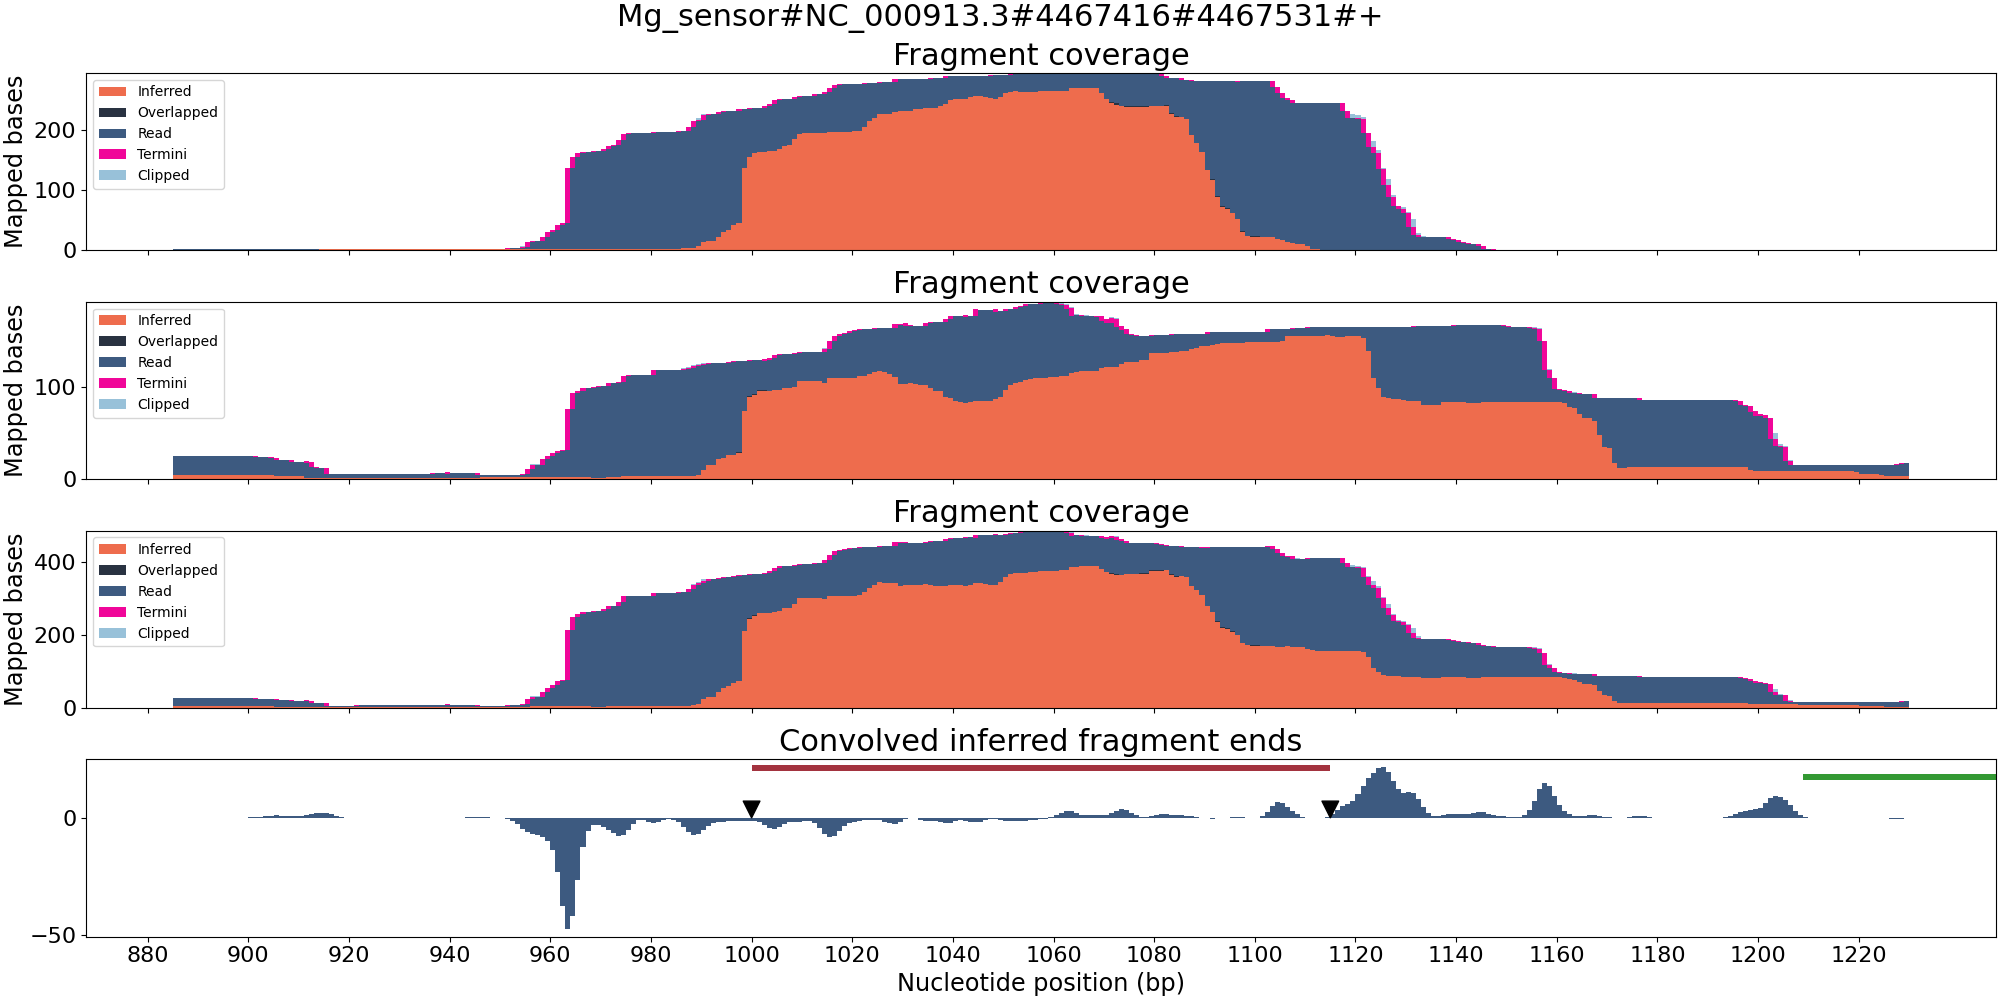 Mg_sensor#NC_000913.3#4467416#4467531#+
Fragment coverage
Mapped bases
200
100
0
Inferred
Overlapped
Read
Termini
Clipped
Fragment coverage
Mapped bases
100
0
Inferred
Overlapped
Read
Termini
Clipped
Fragment coverage
Mapped bases
400
200
0
Inferred
Overlapped
Read
Termini
Clipped
Convolved inferred fragment ends
0
−50
880 900 920 940 960 980 1000 1020 1040 1060 1080 1100 1120 1140 1160 1180 1200 1220
Nucleotide position (bp)